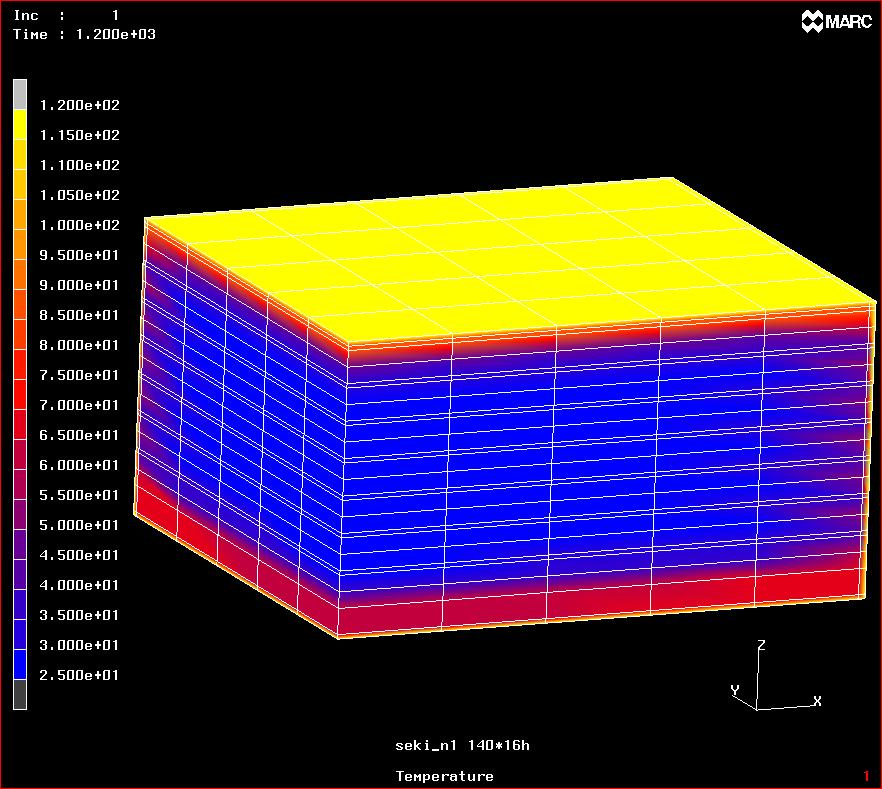 Inc  :      1
Time : 1.200e+03
MARC
1.200e+02
1.150e+02
1.100e+02
1.050e+02
1.000e+02
9.500e+01
9.000e+01
8.500e+01
8.000e+01
7.500e+01
7.000e+01
6.500e+01
6.000e+01
5.500e+01
5.000e+01
4.500e+01
4.000e+01
3.500e+01
3.000e+01
2.500e+01
Z
Y
X
seki_n1 140*16h
Temperature
1